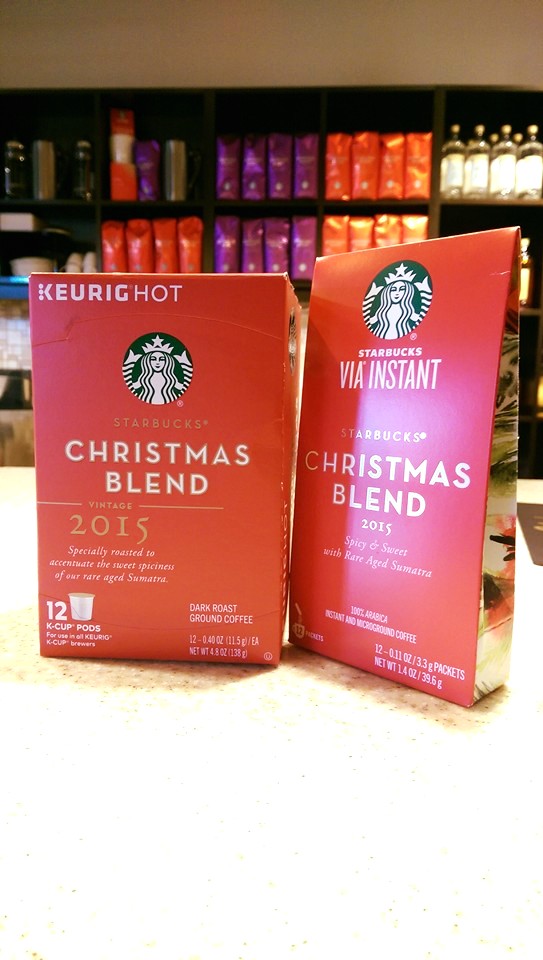 KEURIG HOT
STARBUCKS®
CHRISTMAS
BLEND
VINTAGE
2015
Specially roasted to
accentuate the sweet spiciness
of our rare aged Sumatra.
12
K-CUP® PODS
For use in all KEURIG®
K-CUP® brewers
DARK ROAST
GROUND COFFEE
12 – 0.40 OZ (11.5 g) / EA
NET WT 4.8 OZ (138 g)
STARBUCKS
VIA® INSTANT
STARBUCKS®
CHRISTMAS
BLEND
2015
Spicy & Sweet
with Rare Aged Sumatra
100% ARABICA
INSTANT AND MICROGROUND COFFEE
12 PACKETS
12 – 0.11 OZ / 3.3 g PACKETS
NET WT 1.4 OZ / 39.6 g